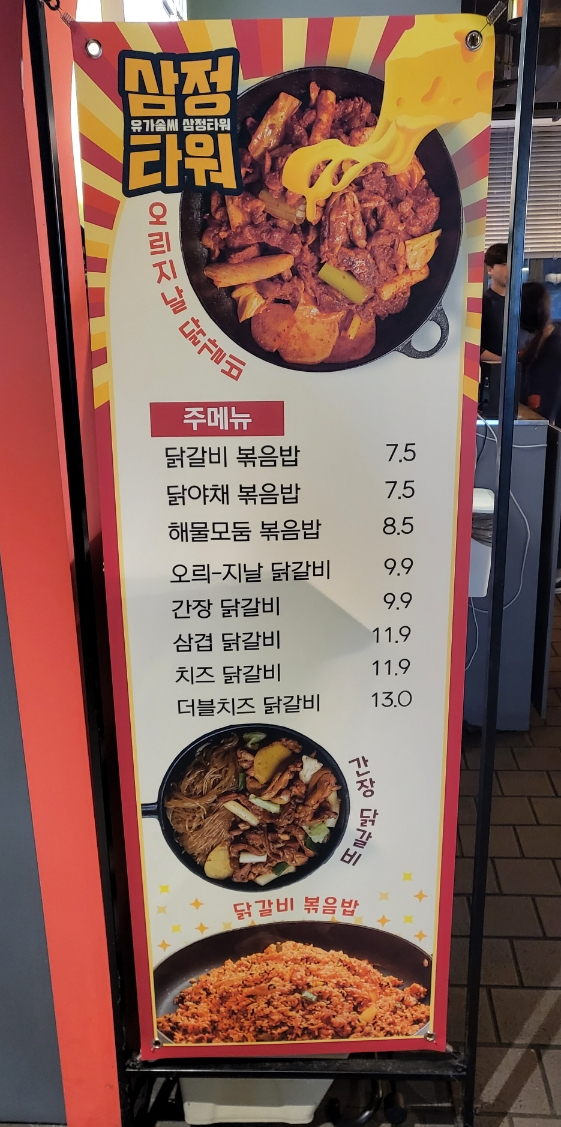 삼정
유가솜씨 삼정타워
타워
오릐지날 닭갈비
주메뉴
닭갈비 볶음밥 7.5
닭야채 볶음밥 7.5
해물모둠 볶음밥 8.5
오릐-지날 닭갈비 9.9
간장 닭갈비 9.9
삼겹 닭갈비 11.9
치즈 닭갈비 11.9
더블치즈 닭갈비 13.0
간장 닭갈비
닭갈비 볶음밥